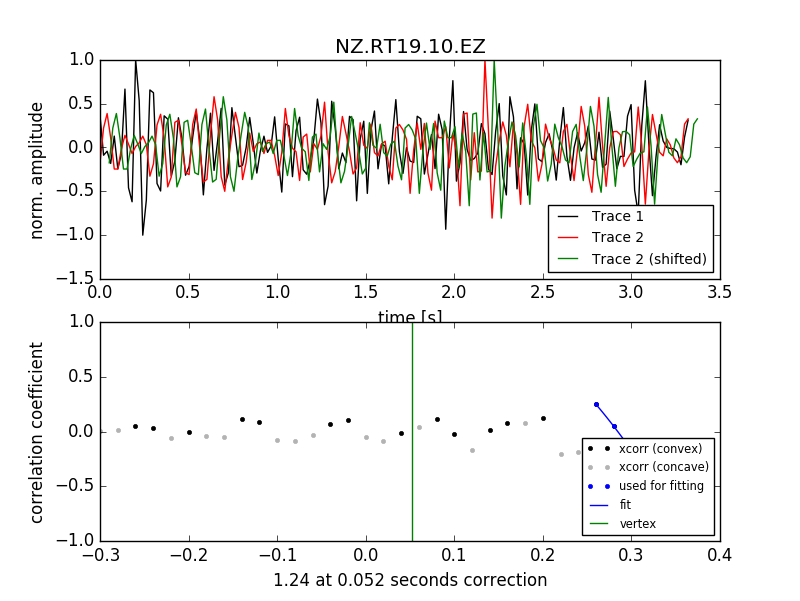 NZ.RT19.10.EZ
1.0
0.5
0.0
−0.5
−1.0
−1.5
norm. amplitude
Trace 1
Trace 2
Trace 2 (shifted)
0.0 0.5 1.0 1.5 2.0 2.5 3.0 3.5
time [s]
1.0
0.5
0.0
−0.5
−1.0
correlation coefficient
xcorr (convex)
xcorr (concave)
used for fitting
fit
vertex
−0.3 −0.2 −0.1 0.0 0.1 0.2 0.3 0.4
1.24 at 0.052 seconds correction